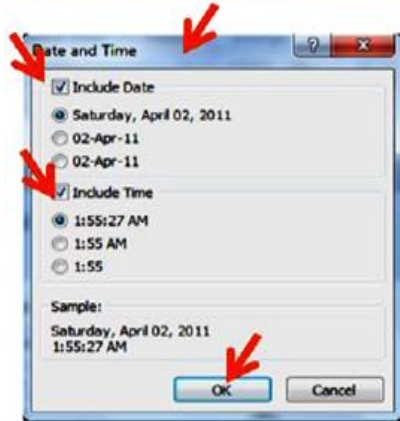 Date and Time
Include Date
Saturday, April 02, 2011
02-Apr-11
02-Apr-11
Include Time
1:55:27 AM
1:55 AM
1:55
Sample:
Saturday, April 02, 2011
1:55:27 AM
OK Cancel